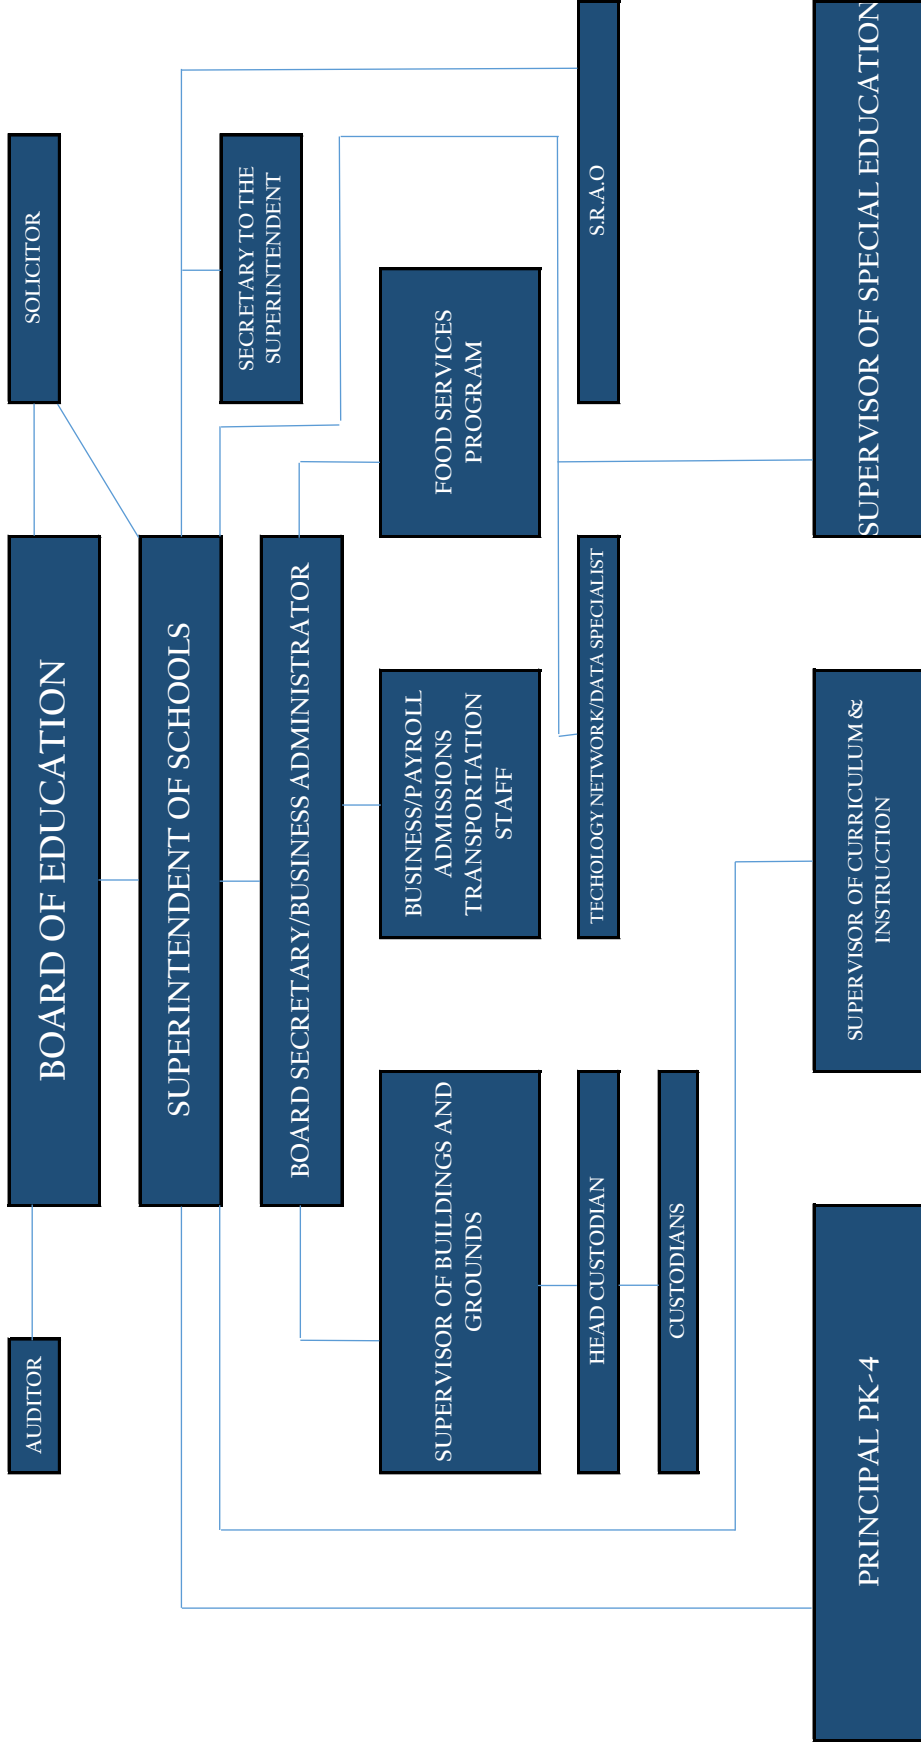 AUDITOR
BOARD OF EDUCATION
SOLICITOR
SUPERINTENDENT OF SCHOOLS
SECRETARY TO THE
SUPERINTENDENT
BOARD SECRETARY/BUSINESS ADMINISTRATOR
SUPERVISOR OF BUILDINGS AND
GROUNDS
BUSINESS/PAYROLL
ADMISSIONS
TRANSPORTATION
STAFF
FOOD SERVICES
PROGRAM
HEAD CUSTODIAN
TECHOLOGY NETWORK/DATA SPECIALIST
S.R.A.O
CUSTODIANS
PRINCIPAL PK-4
SUPERVISOR OF CURRICULUM &
INSTRUCTION
SUPERVISOR OF SPECIAL EDUCATION